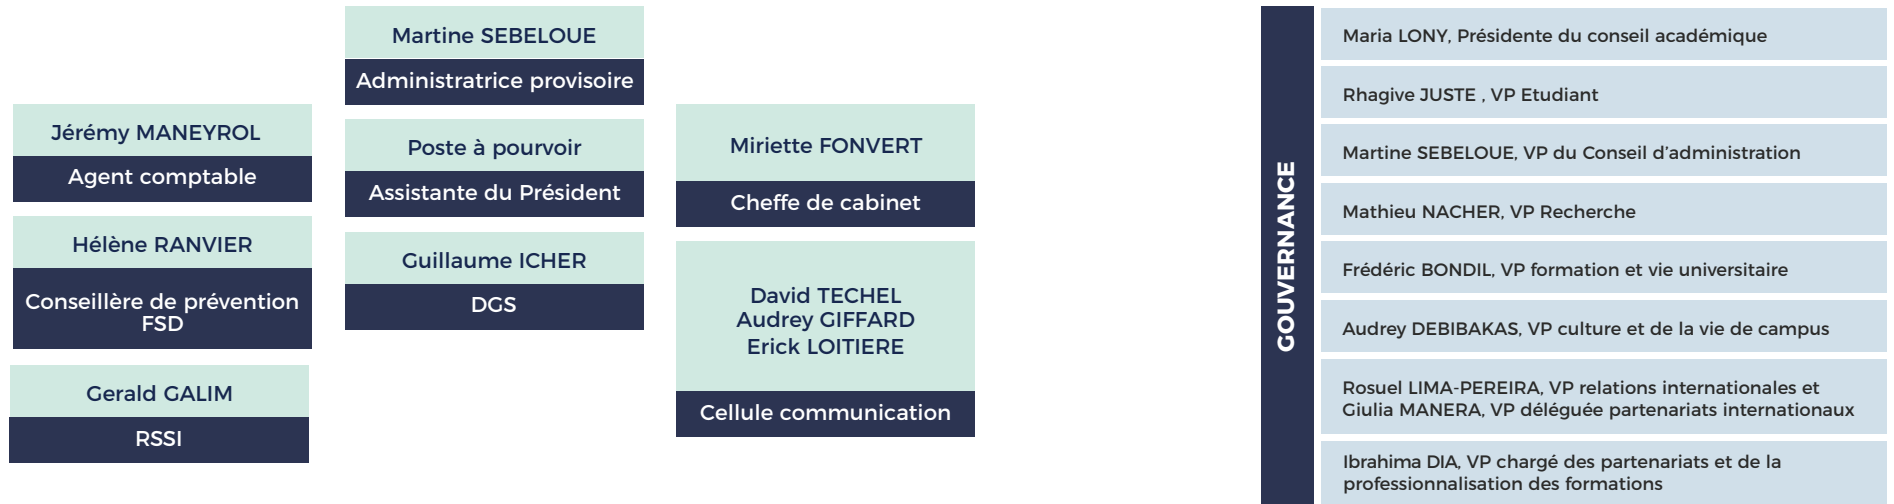 Martine SEBELOUE
Administratrice provisoire
Jérémy MANEYROL
Agent comptable
Poste à pourvoir
Assistante du Président
Miriette FONVERT
Cheffe de cabinet
Hélène RANVIER
Conseillère de prévention
FSD
Guillaume ICHER
DGS
David TECHEL
Audrey GIFFARD
Erick LOITIERE
Cellule communication
Gerald GALIM
RSSI
GOUVERNANCE
Maria LONY, Présidente du conseil académique
Rhagive JUSTE , VP Etudiant
Martine SEBELOUE, VP du Conseil d’administration
Mathieu NACHER, VP Recherche
Frédéric BONDIL, VP formation et vie universitaire
Audrey DEBIBAKAS, VP culture et de la vie de campus
Rosuel LIMA-PEREIRA, VP relations internationales et
Giulia MANERA, VP déléguée partenariats internationaux
Ibrahima DIA, VP chargé des partenariats et de la
professionnalisation des formations